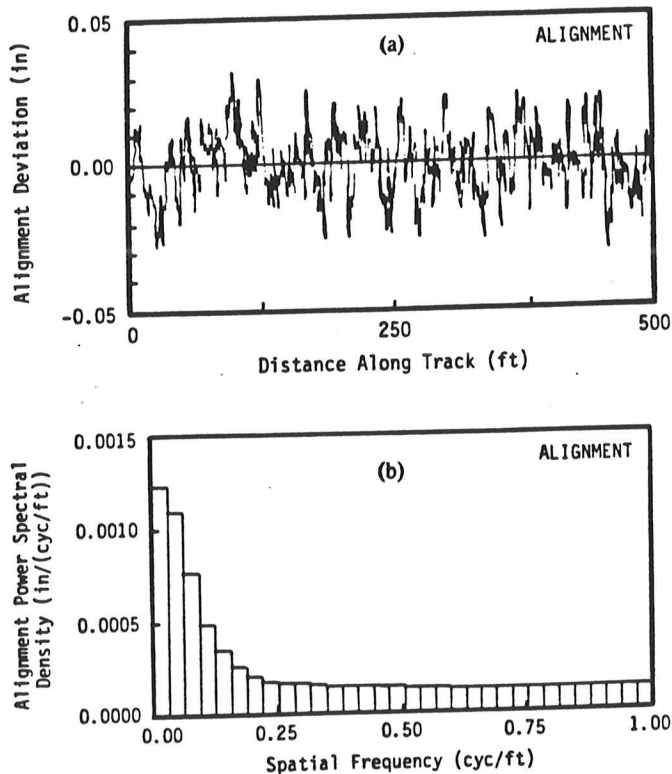 0.05
(a)
ALIGNMENT
Alignment Deviation (in)
0.00
-0.05
0
250
500
Distance Along Track (ft)
0.0015
(b)
ALIGNMENT
Alignment Power Spectral
Density (in/(cyc/ft))
0.0010
0.0005
0.0000
0.00
0.25
0.50
0.75
1.00
Spatial Frequency (cyc/ft)